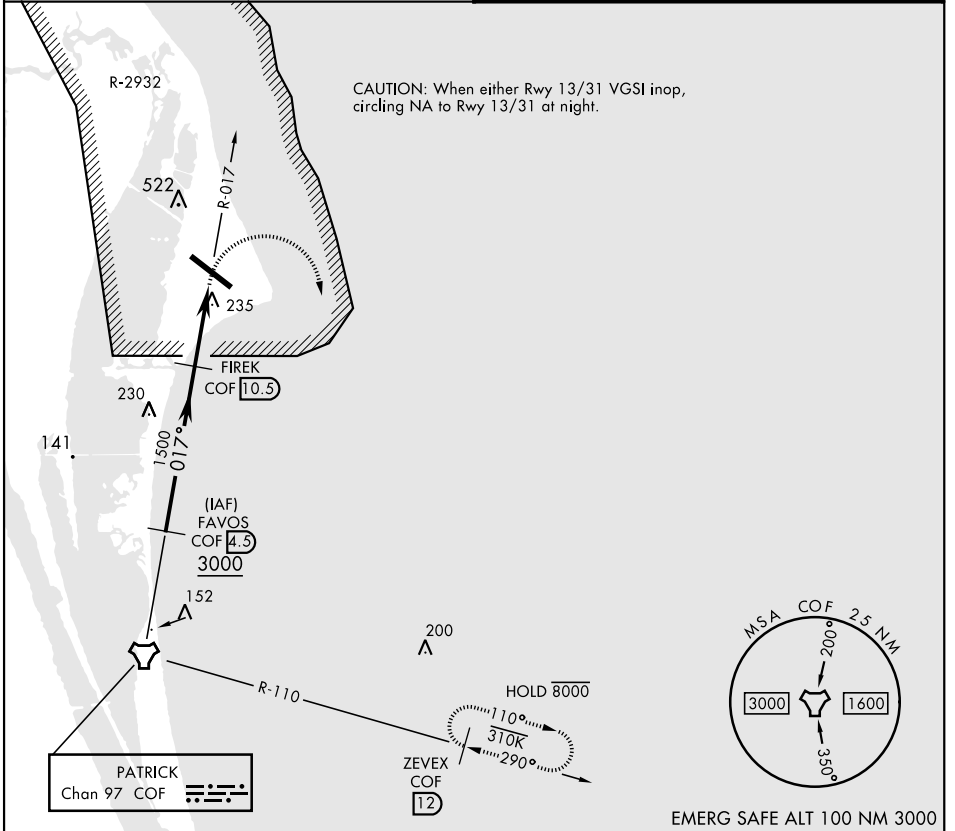 R-2932
CAUTION: When either Rwy 13/31 VGSI inop,
circling NA to Rwy 13/31 at night.
R-017
522
235
FIREK
COF 10.5
230
141
1500
017°
(IAF)
FAVOS
COF 4.5
3000
152
200
R-110
HOLD 8000
110°
310K
290°
ZEVEX
COF
12
PATRICK
Chan 97 COF
MSA COF 25 NM
200°
3000
1600
350°
EMERG SAFE ALT 100 NM 3000